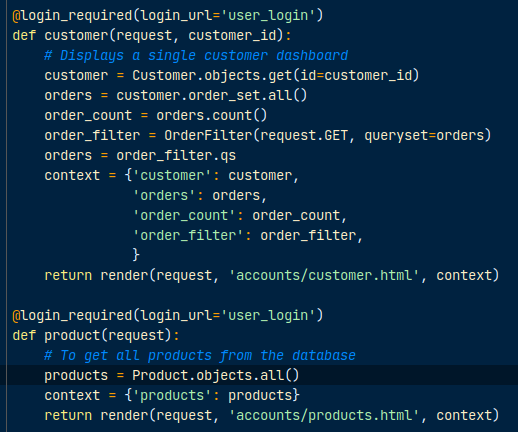 @login_required(login_url='user_login')
def customer(request, customer_id):
    # Displays a single customer dashboard
    customer = Customer.objects.get(id=customer_id)
    orders = customer.order_set.all()
    order_count = orders.count()
    order_filter = OrderFilter(request.GET, queryset=orders)
    orders = order_filter.qs
    context = {'customer': customer,
               'orders': orders,
               'order_count': order_count,
               'order_filter': order_filter,
               }
    return render(request, 'accounts/customer.html', context)

@login_required(login_url='user_login')
def product(request):
    # To get all products from the database
    products = Product.objects.all()
    context = {'products': products}
    return render(request, 'accounts/products.html', context)